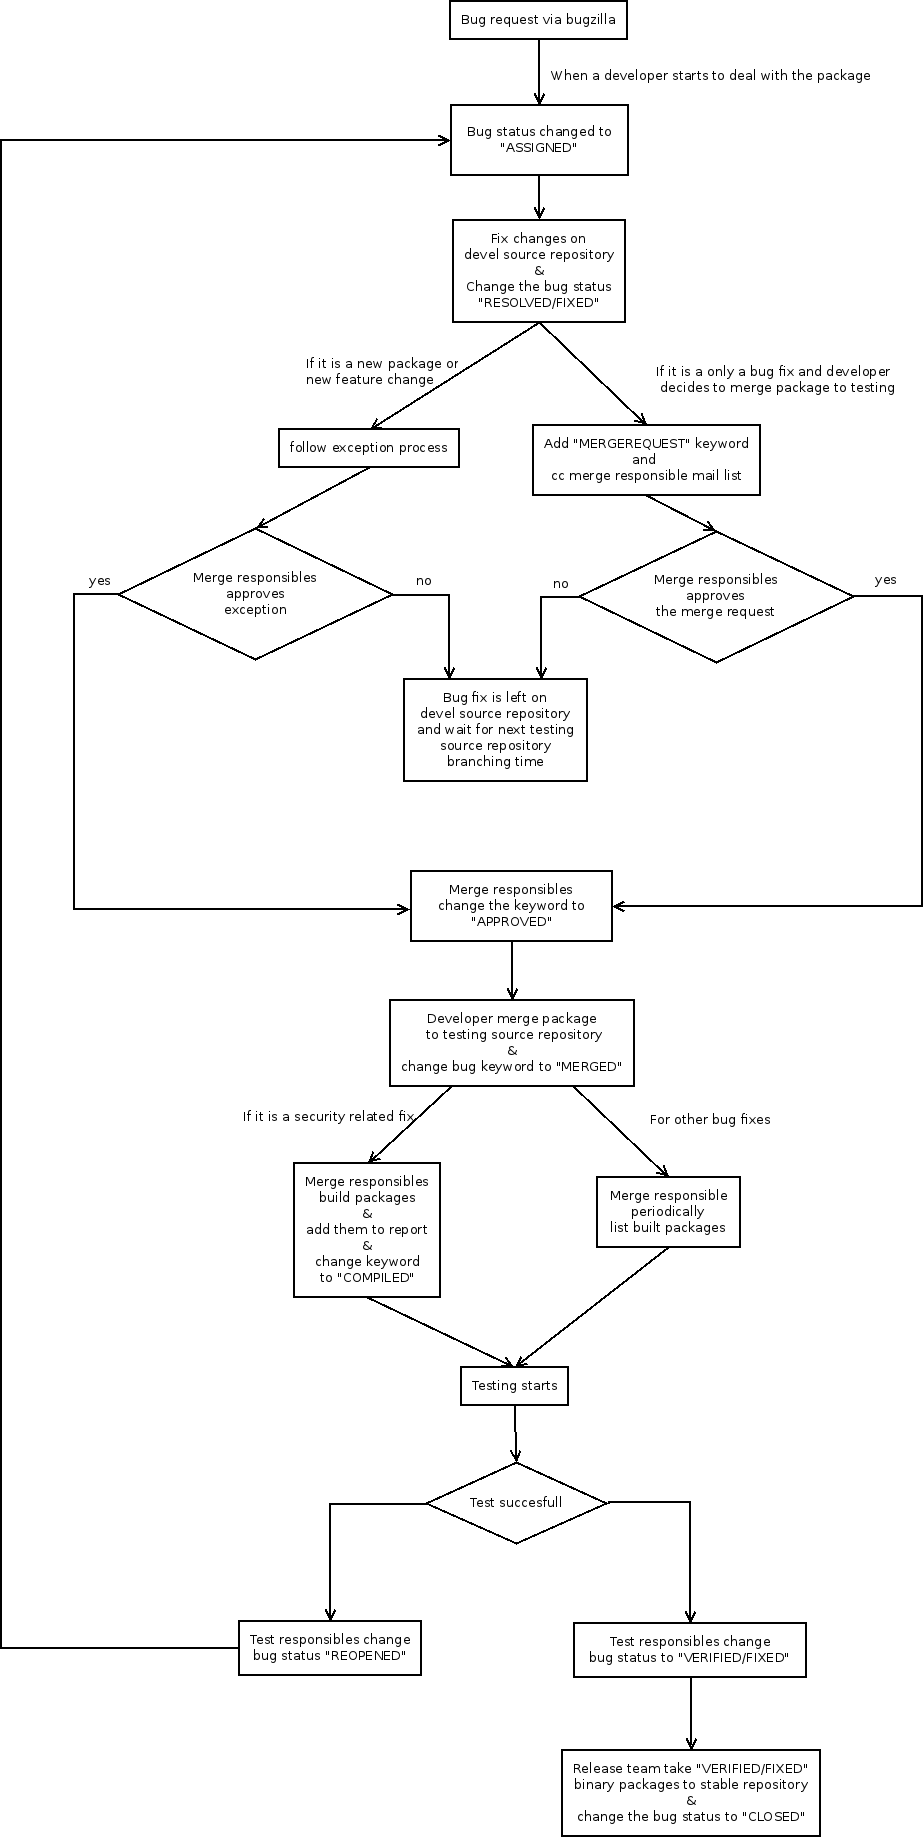 Bug request via bugzilla
When a developer starts to deal with the package
Bug status changed to
"ASSIGNED"
Fix changes on
devel source repository
&
Change the bug status
"RESOLVED/FIXED"
If it is a new package or
new feature change
If it is a only a bug fix and developer
decides to merge package to testing
follow exception process
Add "MERGEREQUEST" keyword
and
cc merge responsible mail list
yes
Merge responsibles
approves
exception
no
no
Merge responsibles
approves
the merge request
yes
Bug fix is left on
devel source repository
and wait for next testing
source repository
branching time
Merge responsibles
change the keyword to
"APPROVED"
Developer merge package
to testing source repository
&
change bug keyword to "MERGED"
If it is a security related fix
For other bug fixes
Merge responsibles
build packages
&
add them to report
&
change keyword
to "COMPILED"
Merge responsible
periodically
list built packages
Testing starts
Test succesfull
Test responsibles change
bug status "REOPENED"
Test responsibles change
bug status to "VERIFIED/FIXED"
Release team take "VERIFIED/FIXED"
binary packages to stable repository
&
change the bug status to "CLOSED"